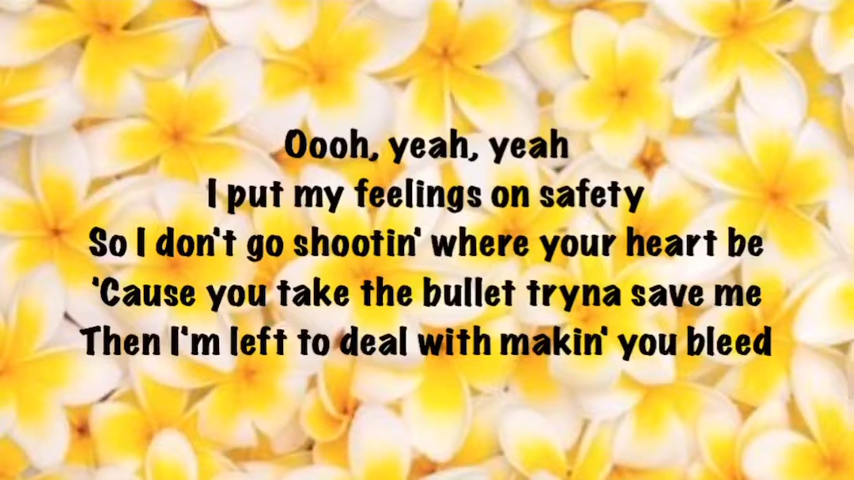 Oooh, yeah, yeah
I put my feelings on safety
So I don't go shootin' where your heart be
'Cause you take the bullet tryna save me
Then I'm left to deal with makin' you bleed